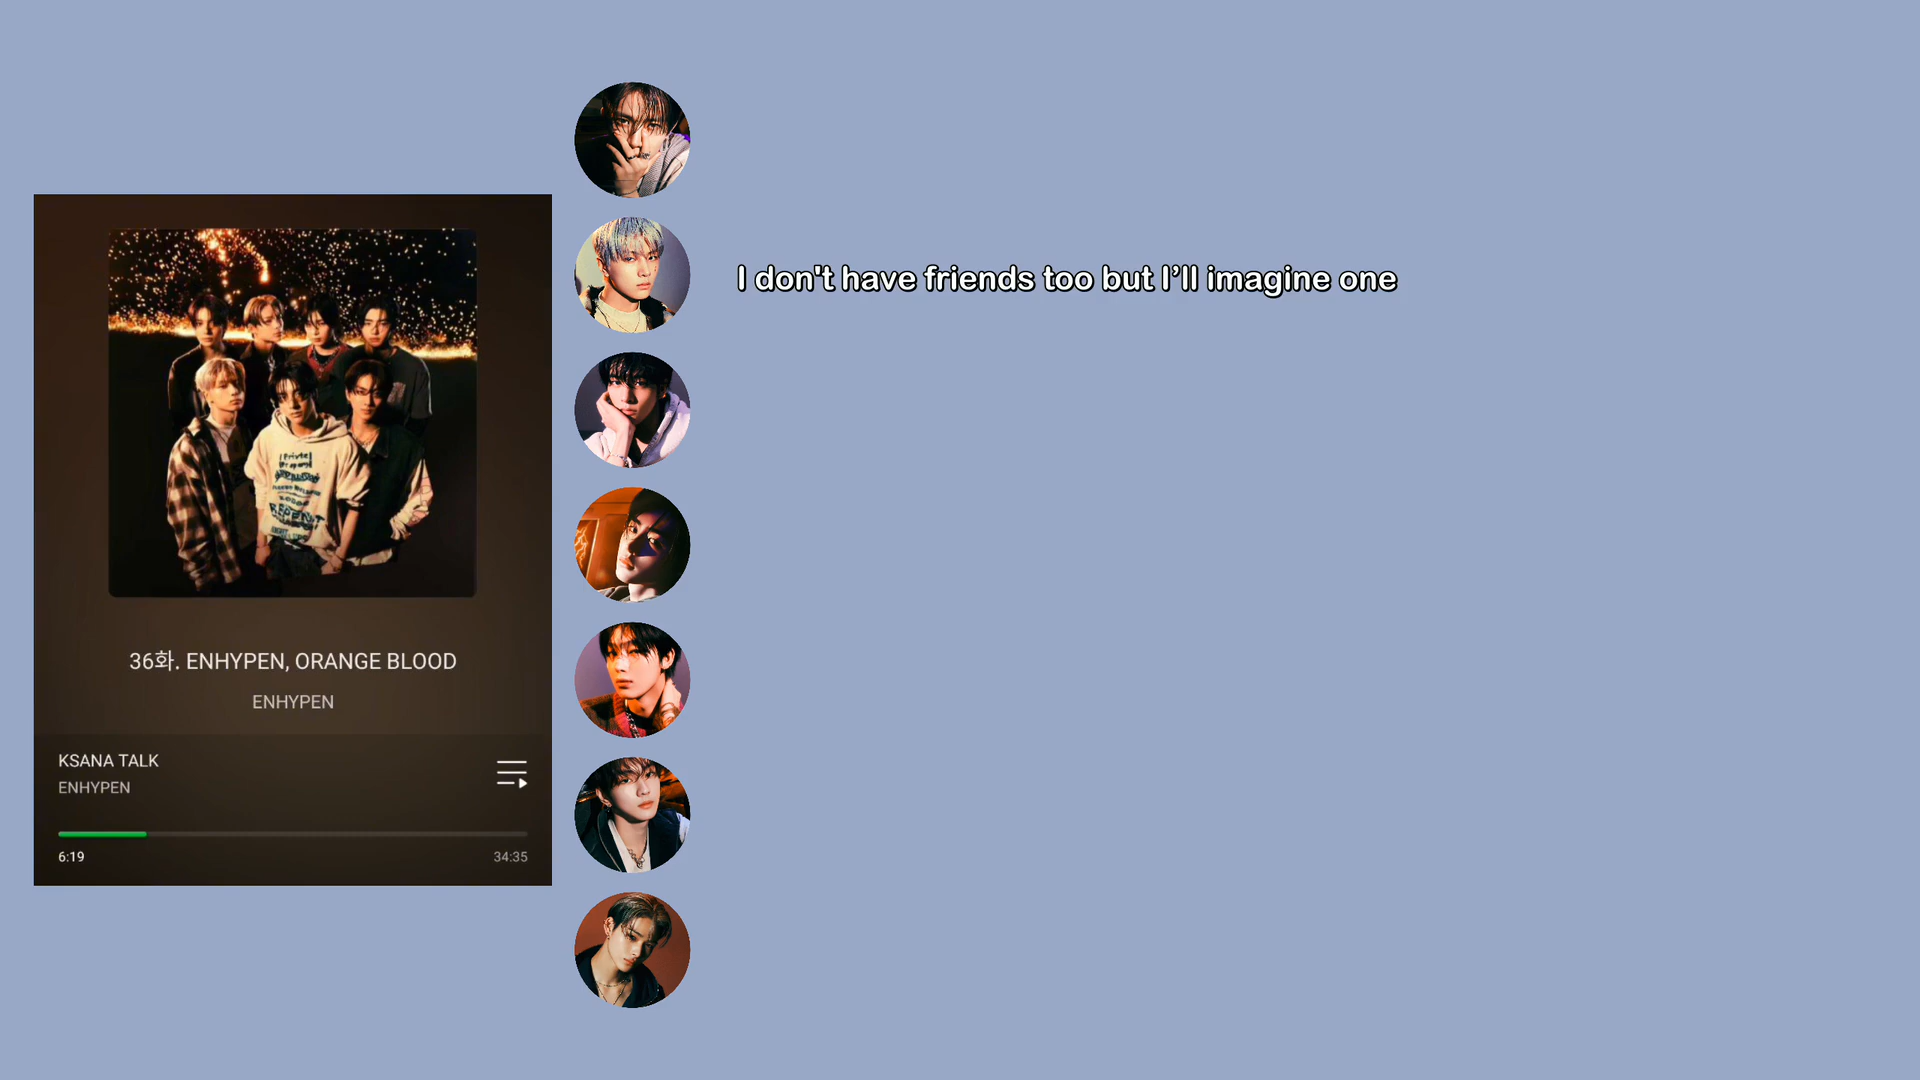 I don't have friends too but I’ll imagine one
36화. ENHYPEN, ORANGE BLOOD
ENHYPEN
KSANA TALK
ENHYPEN
6:19
34:35